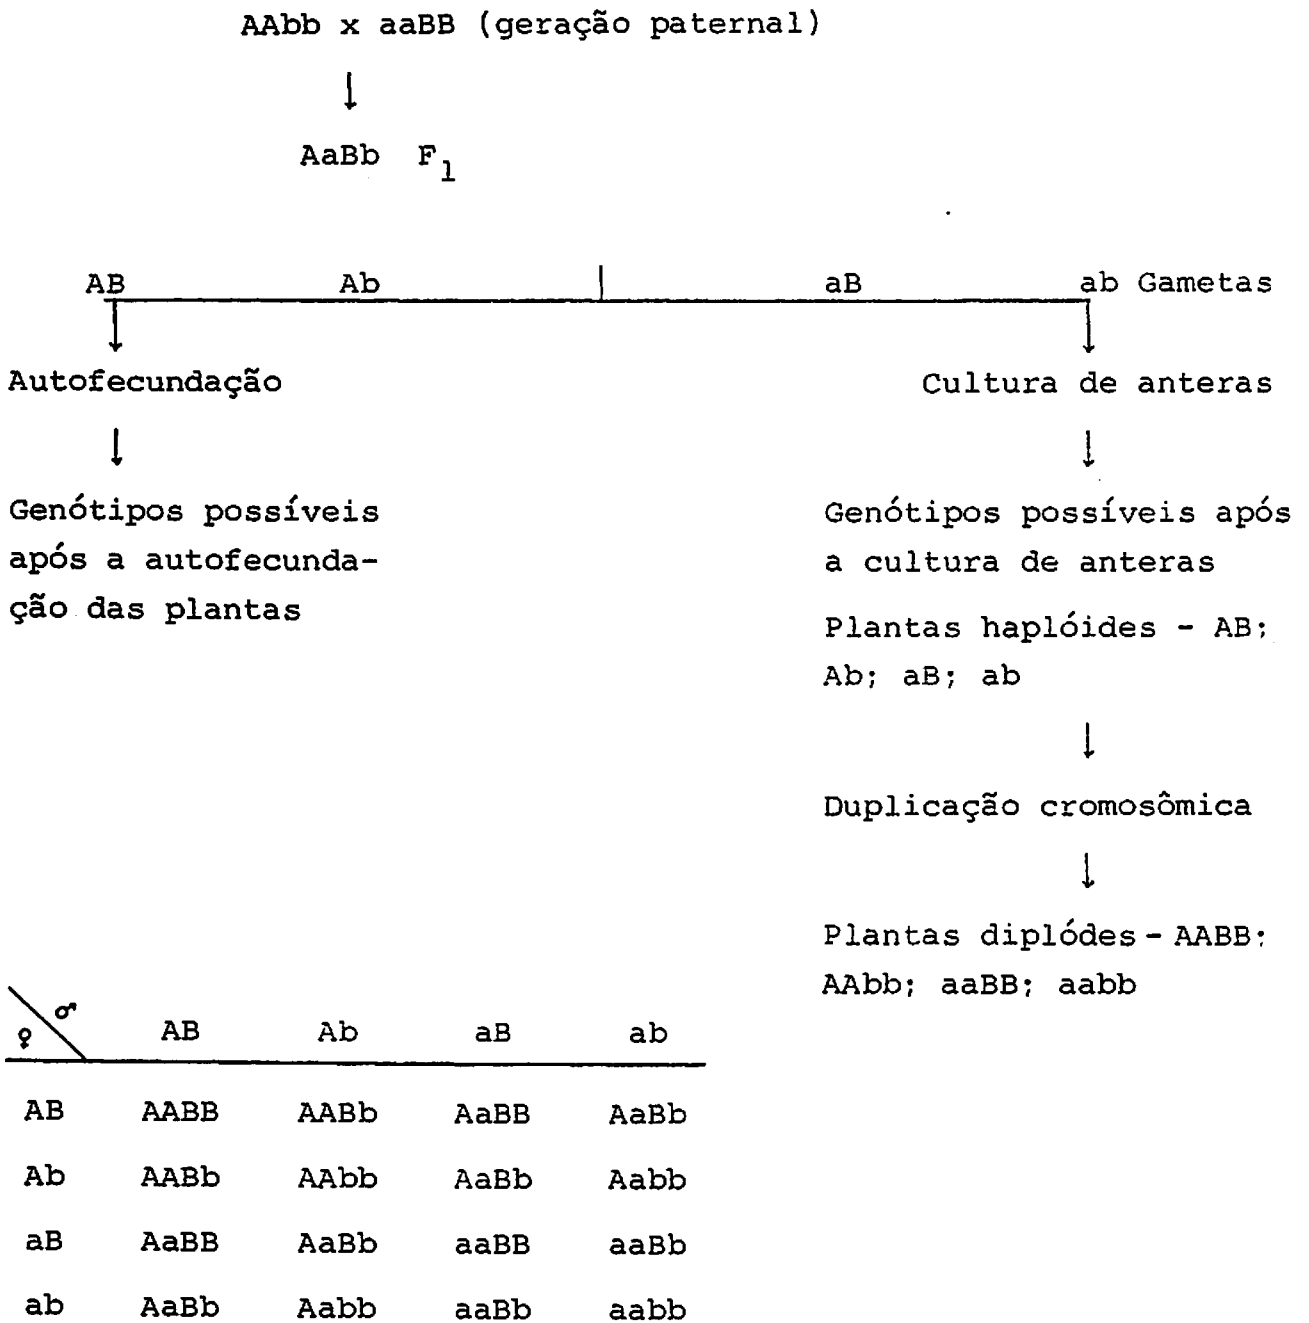 AAbb x aaBB (geração paternal)
↓
AaBb F1
AB Ab aB ab Gametas
Autofecundação
↓
Genótipos possíveis
após a autofecunda-
ção das plantas
Cultura de anteras
↓
Genótipos possíveis após
a cultura de anteras
Plantas haplóides - AB;
Ab; aB; ab
↓
Duplicação cromosômica
↓
Plantas diplódes - AABB;
AAbb; aaBB; aabb
♀ ♂ AB Ab aB ab
AB AABB AABb AaBB AaBb
Ab AABb AAbb AaBb Aabb
aB AaBB AaBb aaBB aaBb
ab AaBb Aabb aaBb aabb